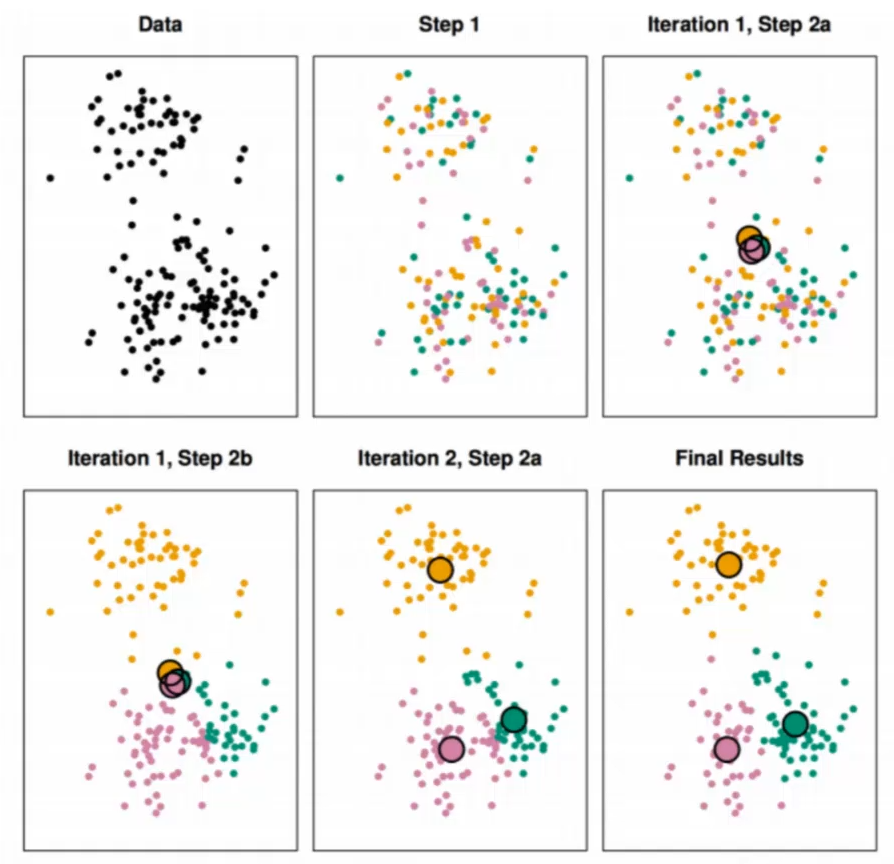 Data
Step 1
Iteration 1, Step 2a
Iteration 1, Step 2b
Iteration 2, Step 2a
Final Results